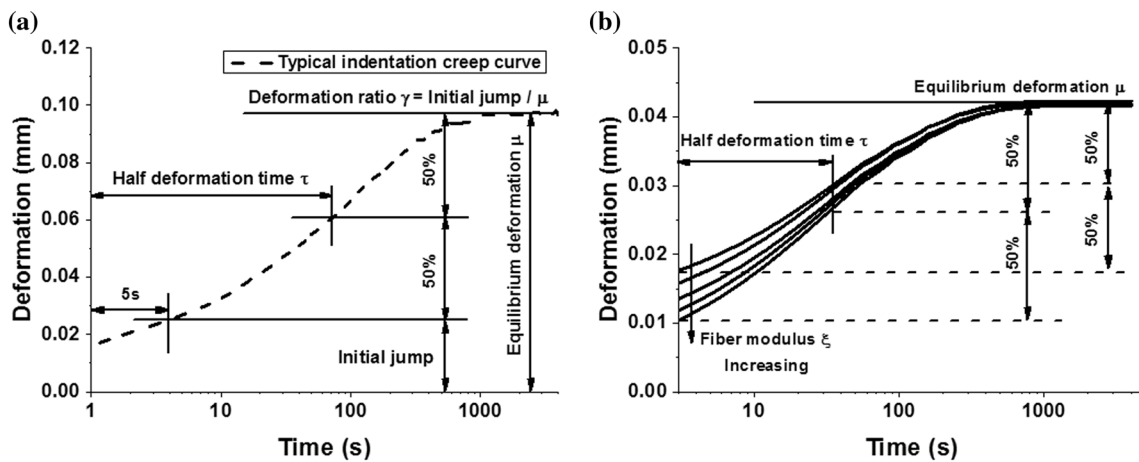 (a)
0.12
0.10
0.08
0.06
0.04
0.02
0.00
Deformation (mm)
Typical indentation creep curve
Deformation ratio γ = Initial jump / μ
Half deformation time τ
5s
50%
50%
Initial jump
Equilibrium deformation μ
1
10
100
1000
Time (s)
(b)
0.05
0.04
0.03
0.02
0.01
0.00
Deformation (mm)
Equilibrium deformation μ
Half deformation time τ
50%
50%
50%
50%
Fiber modulus ξ
Increasing
10
100
1000
Time (s)